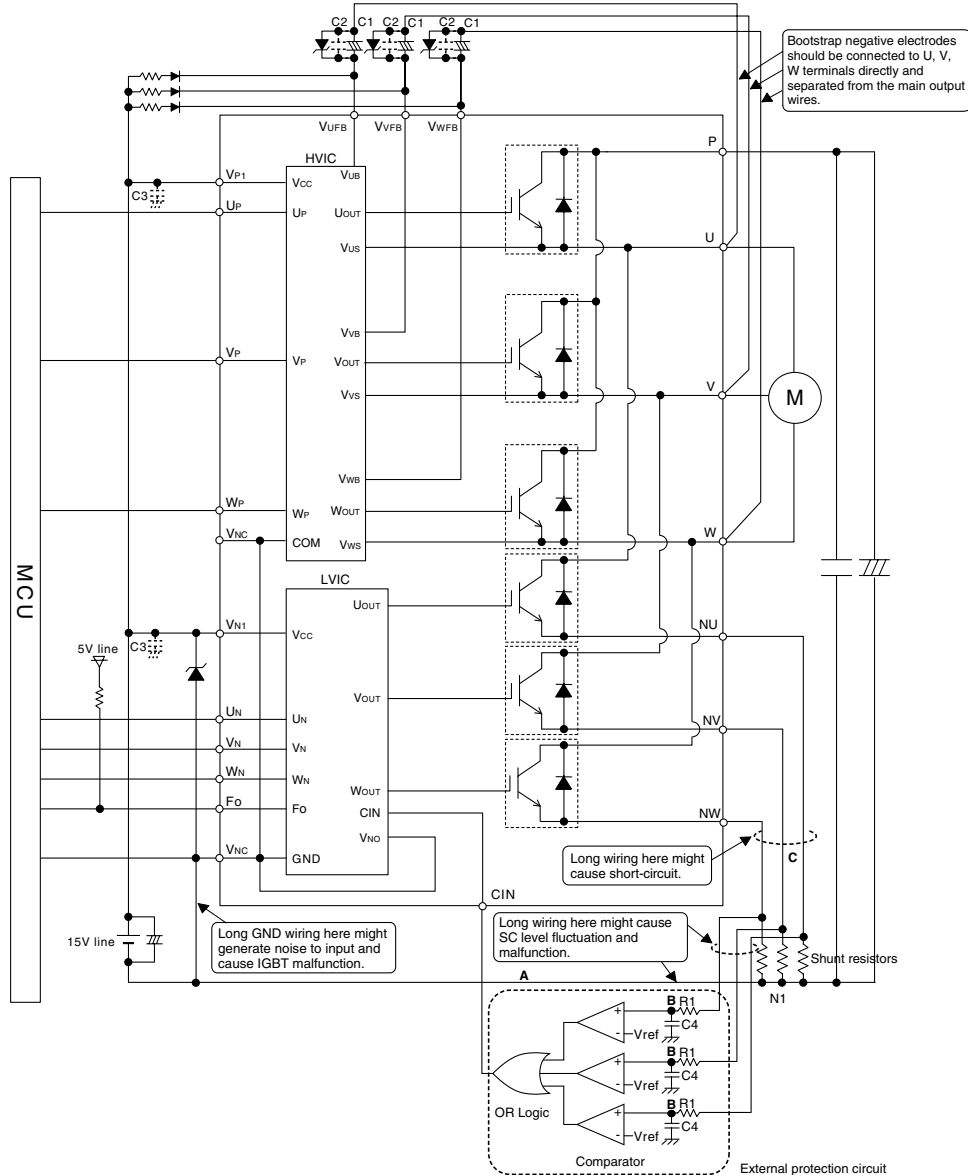 C2 C1 C2 C1 C2 C1
Bootstrap negative electrodes
should be connected to U, V,
W terminals directly and
separated from the main output
wires.
VUFB VVFB VWFB
P
HVIC
VP1
VCC
VUB
C3
UP
UP
UOUT
U
VUS
VVB
VP
VP
VOUT
V
VVS
M
VWB
WP
WP
WOUT
VNC
COM
VWS
W
MCU
LVIC
UOUT
VN1
VCC
NU
5V line
C3
VOUT
UN
UN
NV
VN
VN
WN
WN
WOUT
FO
FO
CIN
NW
VNO
VNC
GND
Long wiring here might
cause short-circuit.
C
CIN
Long GND wiring here might
generate noise to input and
cause IGBT malfunction.
Long wiring here might cause
SC level fluctuation and
malfunction.
15V line
Shunt resistors
A
N1
B R1
+
C4
-
Vref
B R1
+
C4
-
Vref
OR Logic
B R1
+
C4
-
Vref
Comparator
External protection circuit